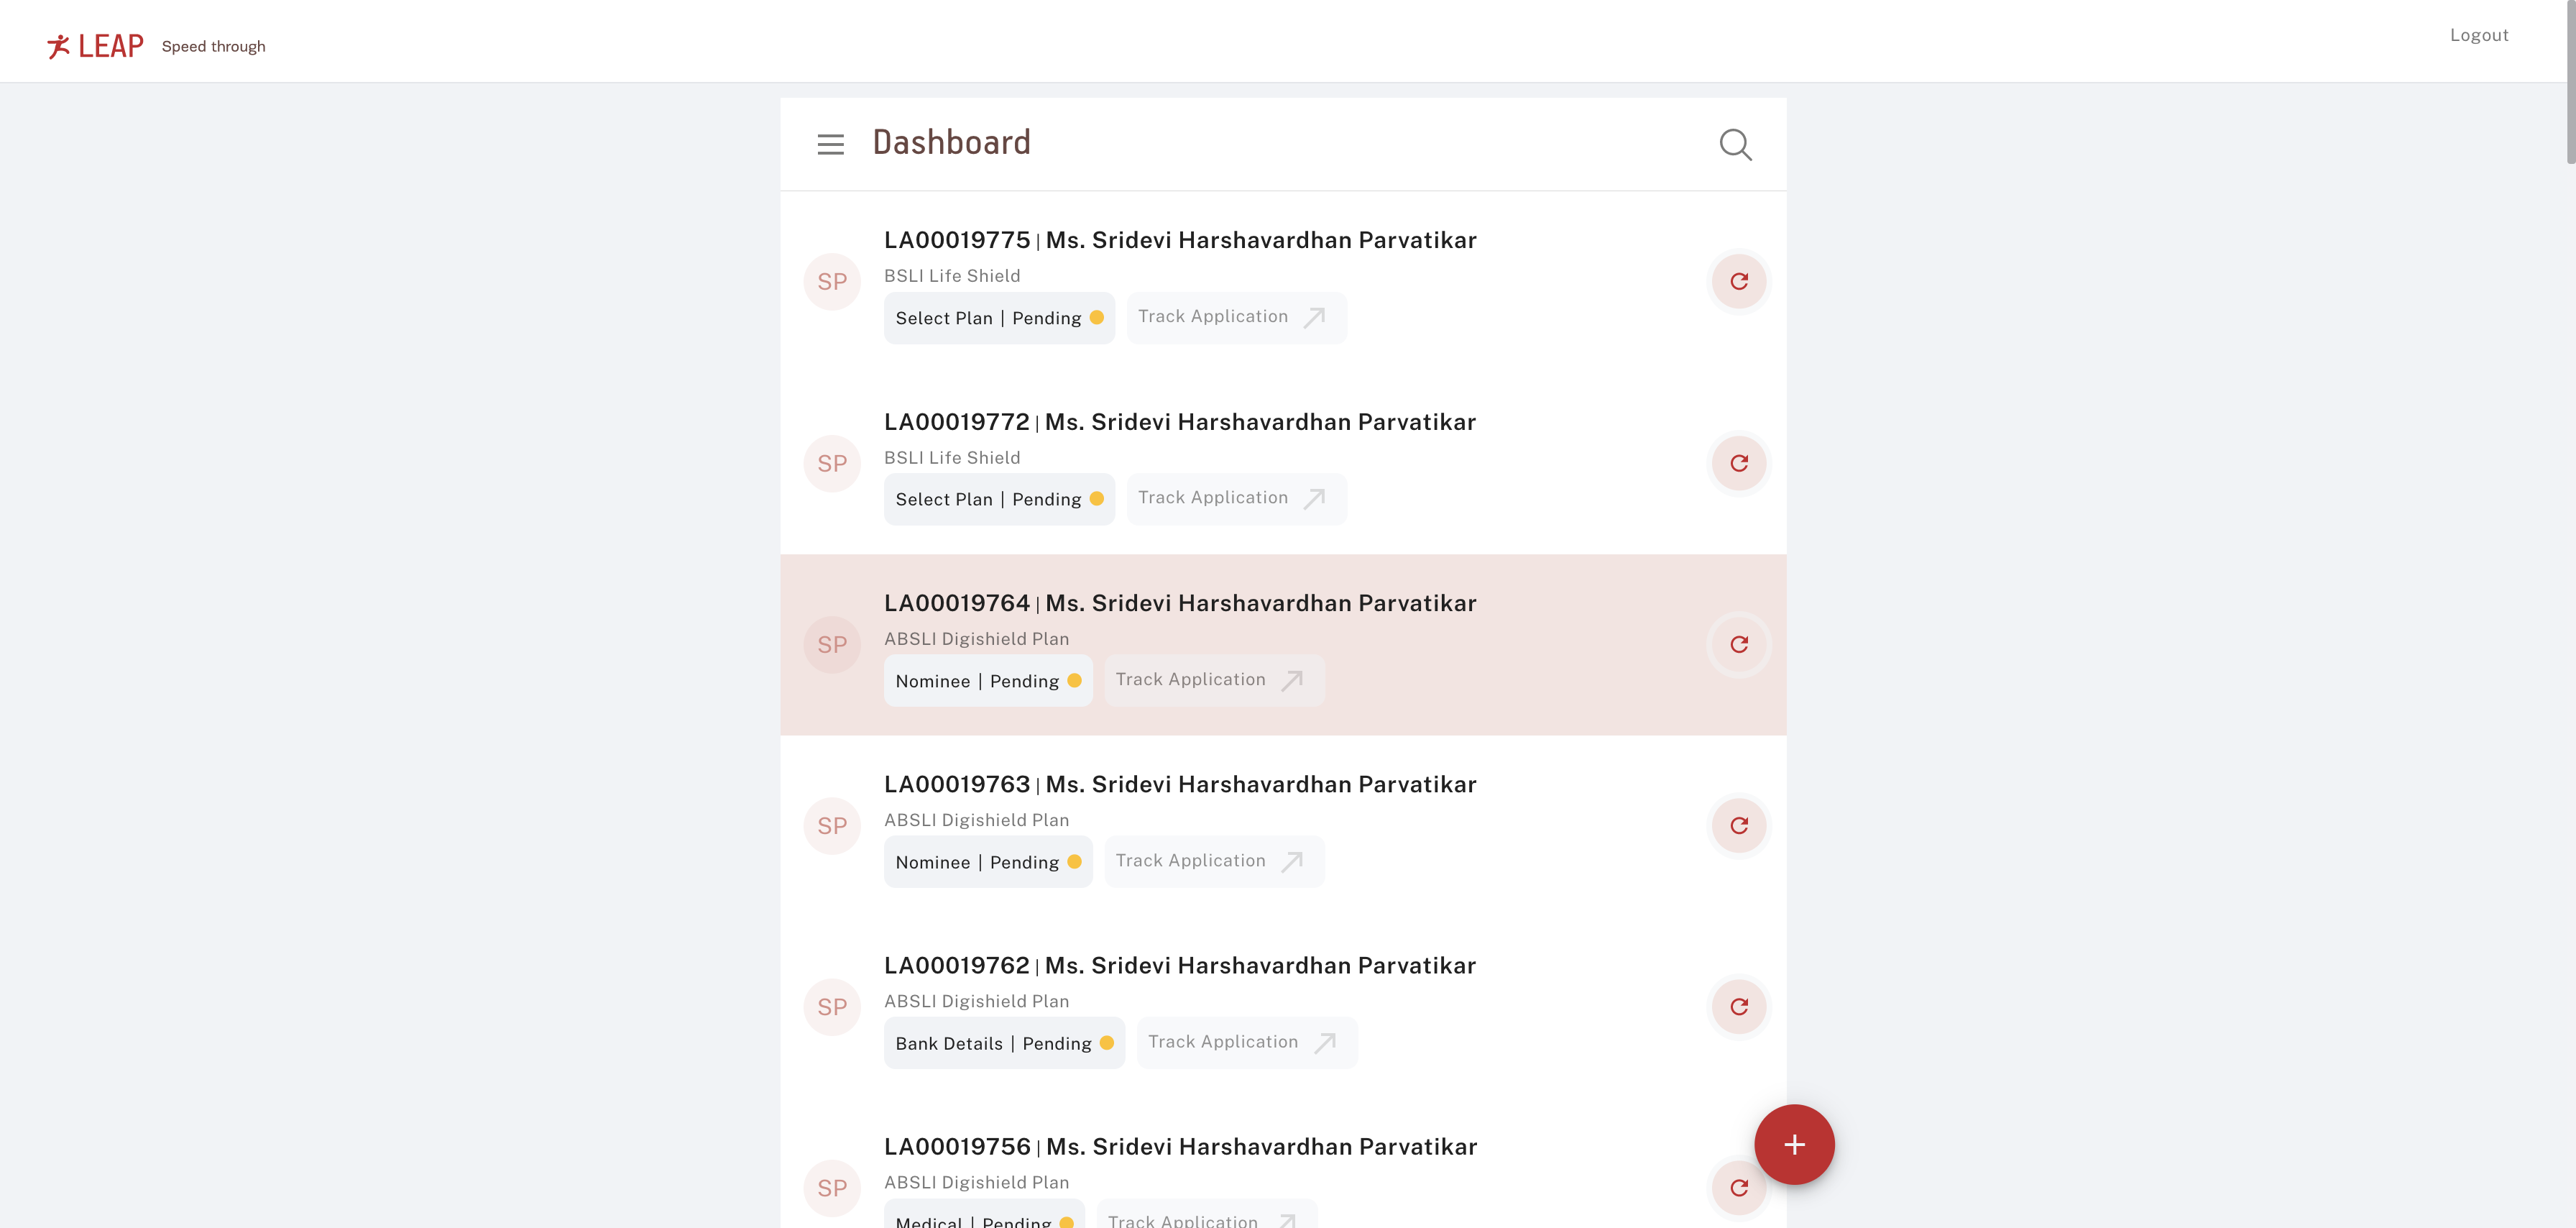 LEAP Speed through
Logout
Dashboard
LA00019775 | Ms. Sridevi Harshavardhan Parvatikar
SP
BSLI Life Shield
Select Plan | Pending
Track Application
LA00019772 | Ms. Sridevi Harshavardhan Parvatikar
SP
BSLI Life Shield
Select Plan | Pending
Track Application
LA00019764 | Ms. Sridevi Harshavardhan Parvatikar
SP
ABSLI Digishield Plan
Nominee | Pending
Track Application
LA00019763 | Ms. Sridevi Harshavardhan Parvatikar
SP
ABSLI Digishield Plan
Nominee | Pending
Track Application
LA00019762 | Ms. Sridevi Harshavardhan Parvatikar
SP
ABSLI Digishield Plan
Bank Details | Pending
Track Application
LA00019756 | Ms. Sridevi Harshavardhan Parvatikar
SP
ABSLI Digishield Plan
Medical | Pending
Track Application